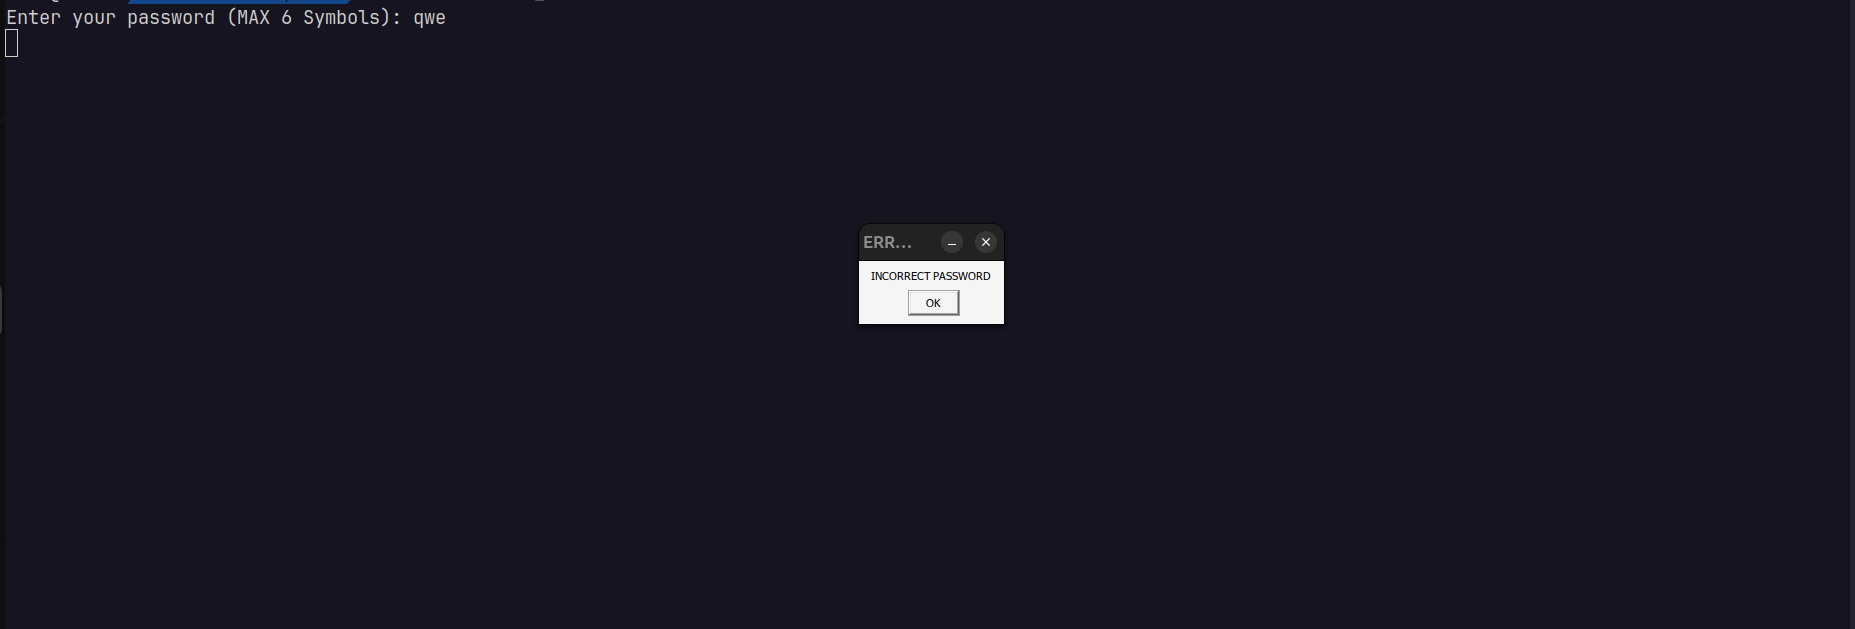 Enter your password (MAX 6 Symbols): qwe
ERR...
INCORRECT PASSWORD
OK